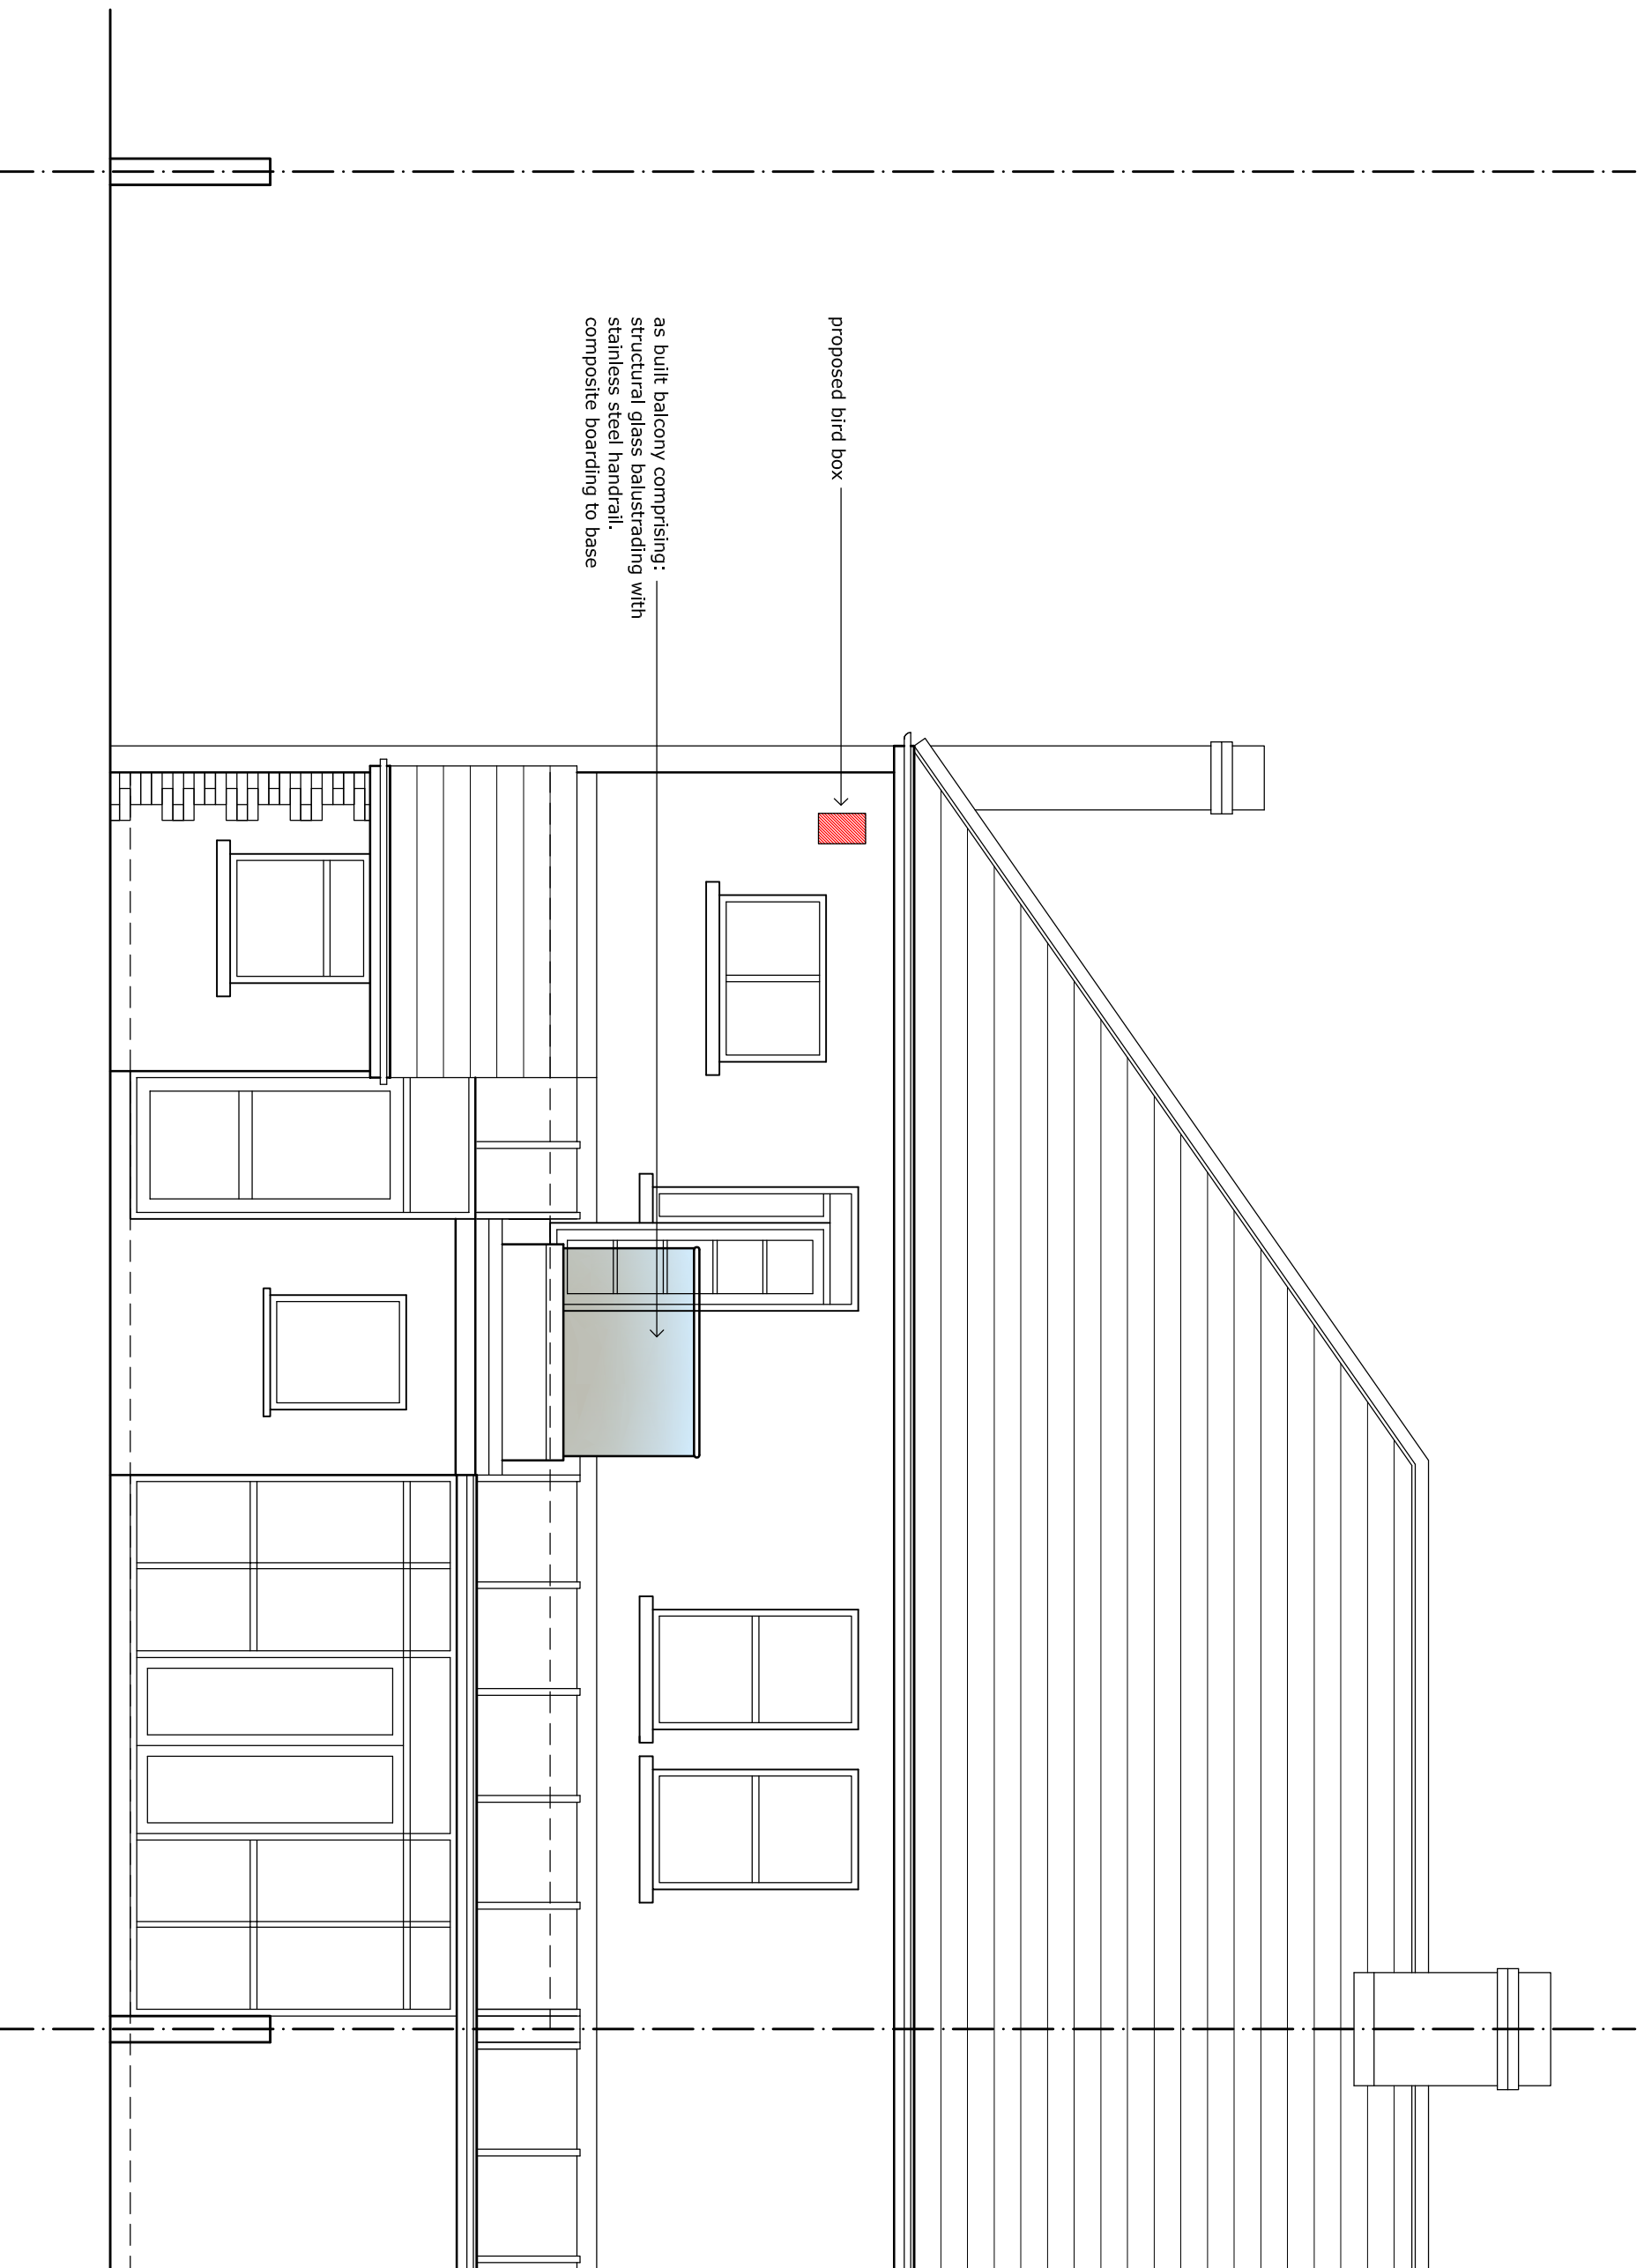 proposed bird box
as built balcony comprising:
structural glass balustrading with
stainless steel handrail.
composite boarding to base